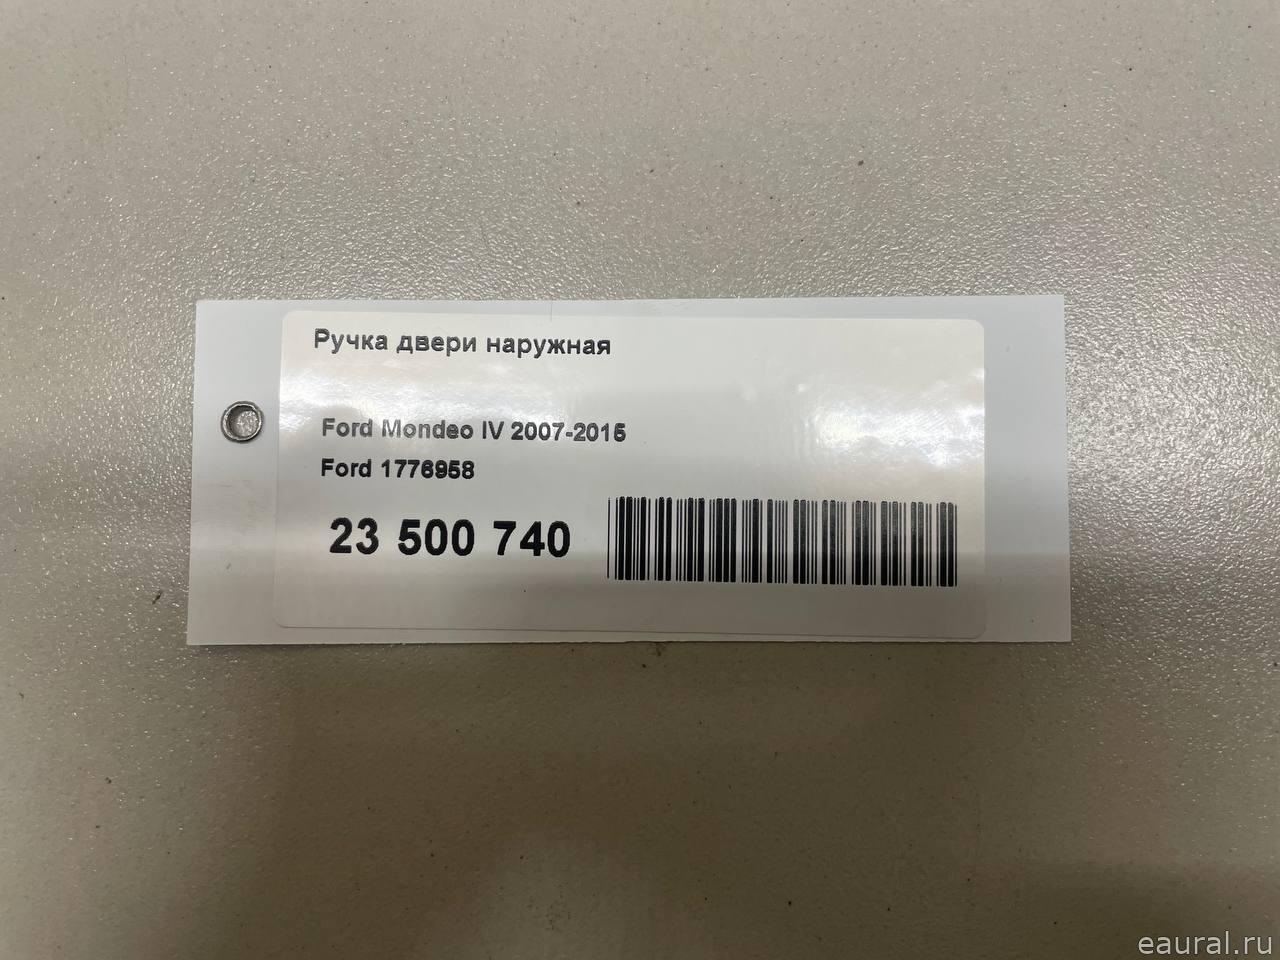 Ручка двери наружная
Ford Mondeo IV 2007-2015
Ford 1776958
23 500 740
eaural.ru